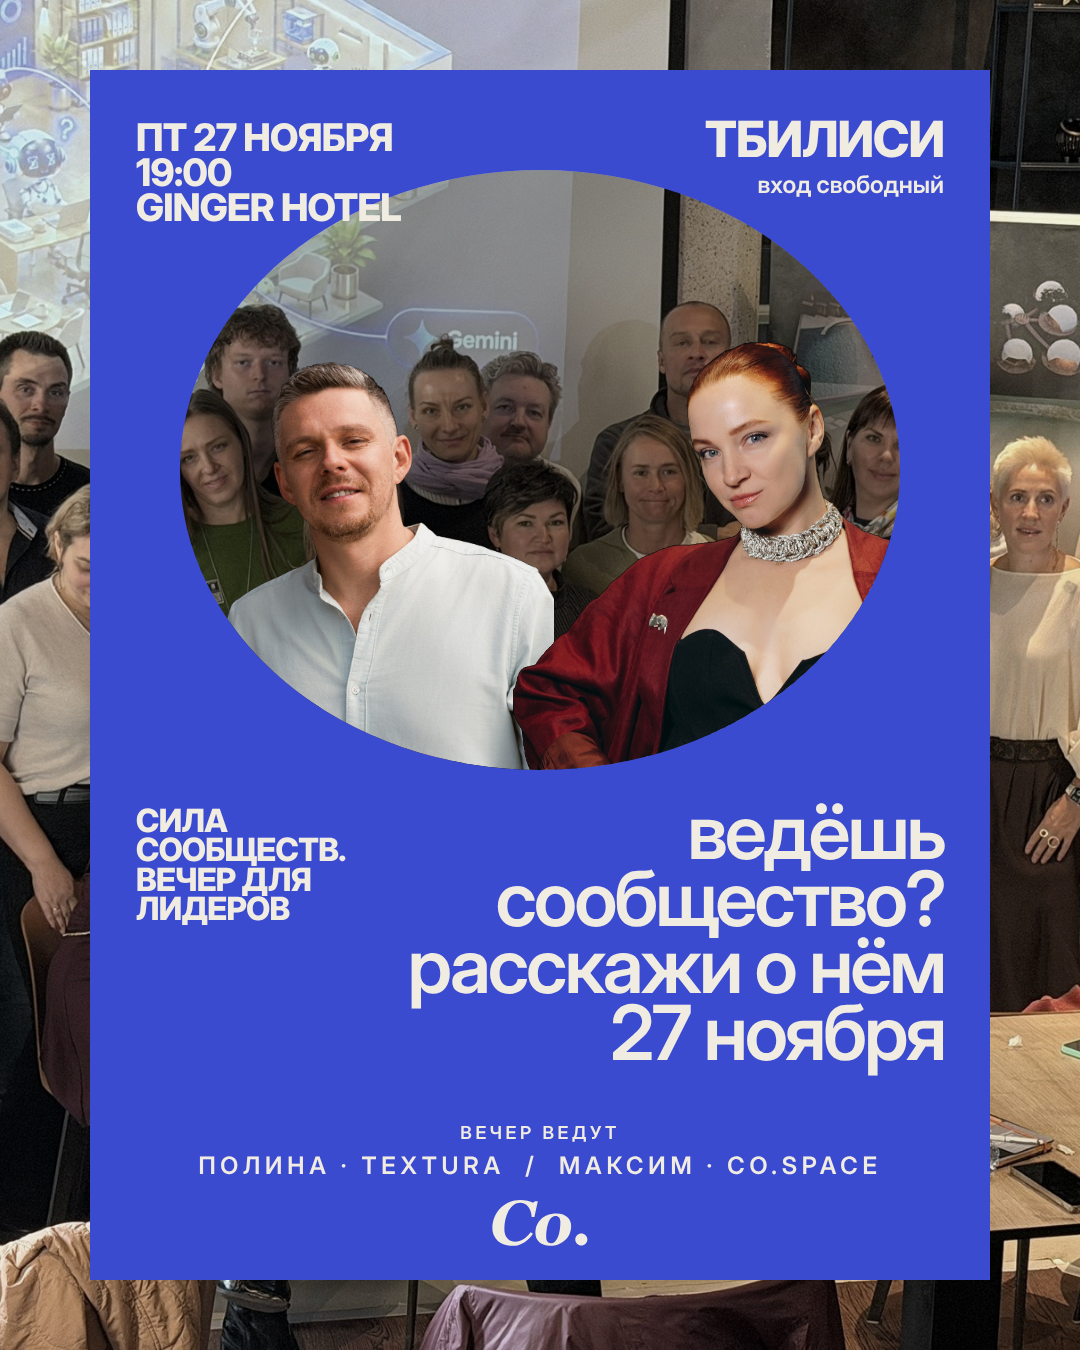 ПТ 27 НОЯБРЯ
19:00
GINGER HOTEL
ТБИЛИСИ
вход свободный
Gemini
СИЛА
СООБЩЕСТВ.
ВЕЧЕР ДЛЯ
ЛИДЕРОВ
ведёшь
сообщество?
расскажи о нём
27 ноября
ВЕЧЕР ВЕДУТ
ПОЛИНА · TEXTURA / МАКСИМ · CO.SPACE
Co.